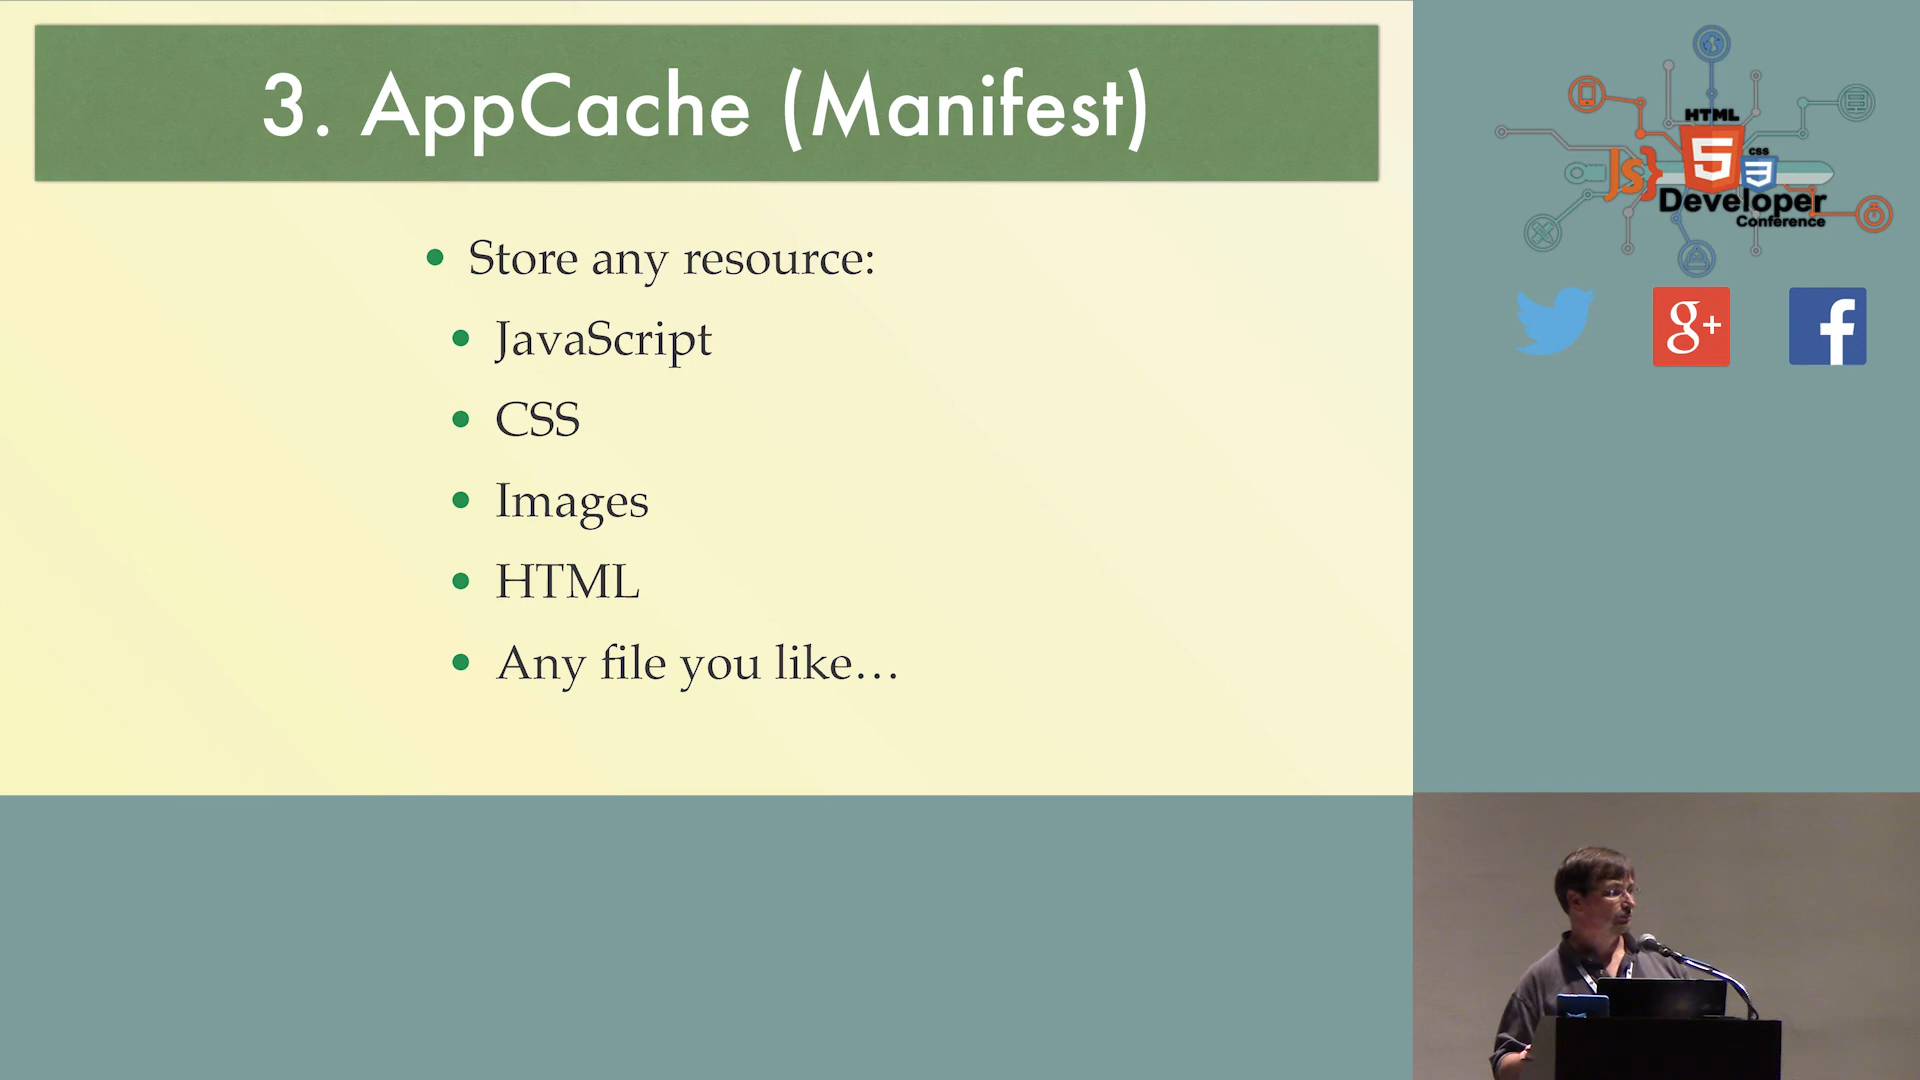 3. AppCache (Manifest)
Store any resource:
JavaScript
CSS
Images
HTML
Any file you like…
HTML
5
JS}
CSS
3
Developer
Conference
g+
f